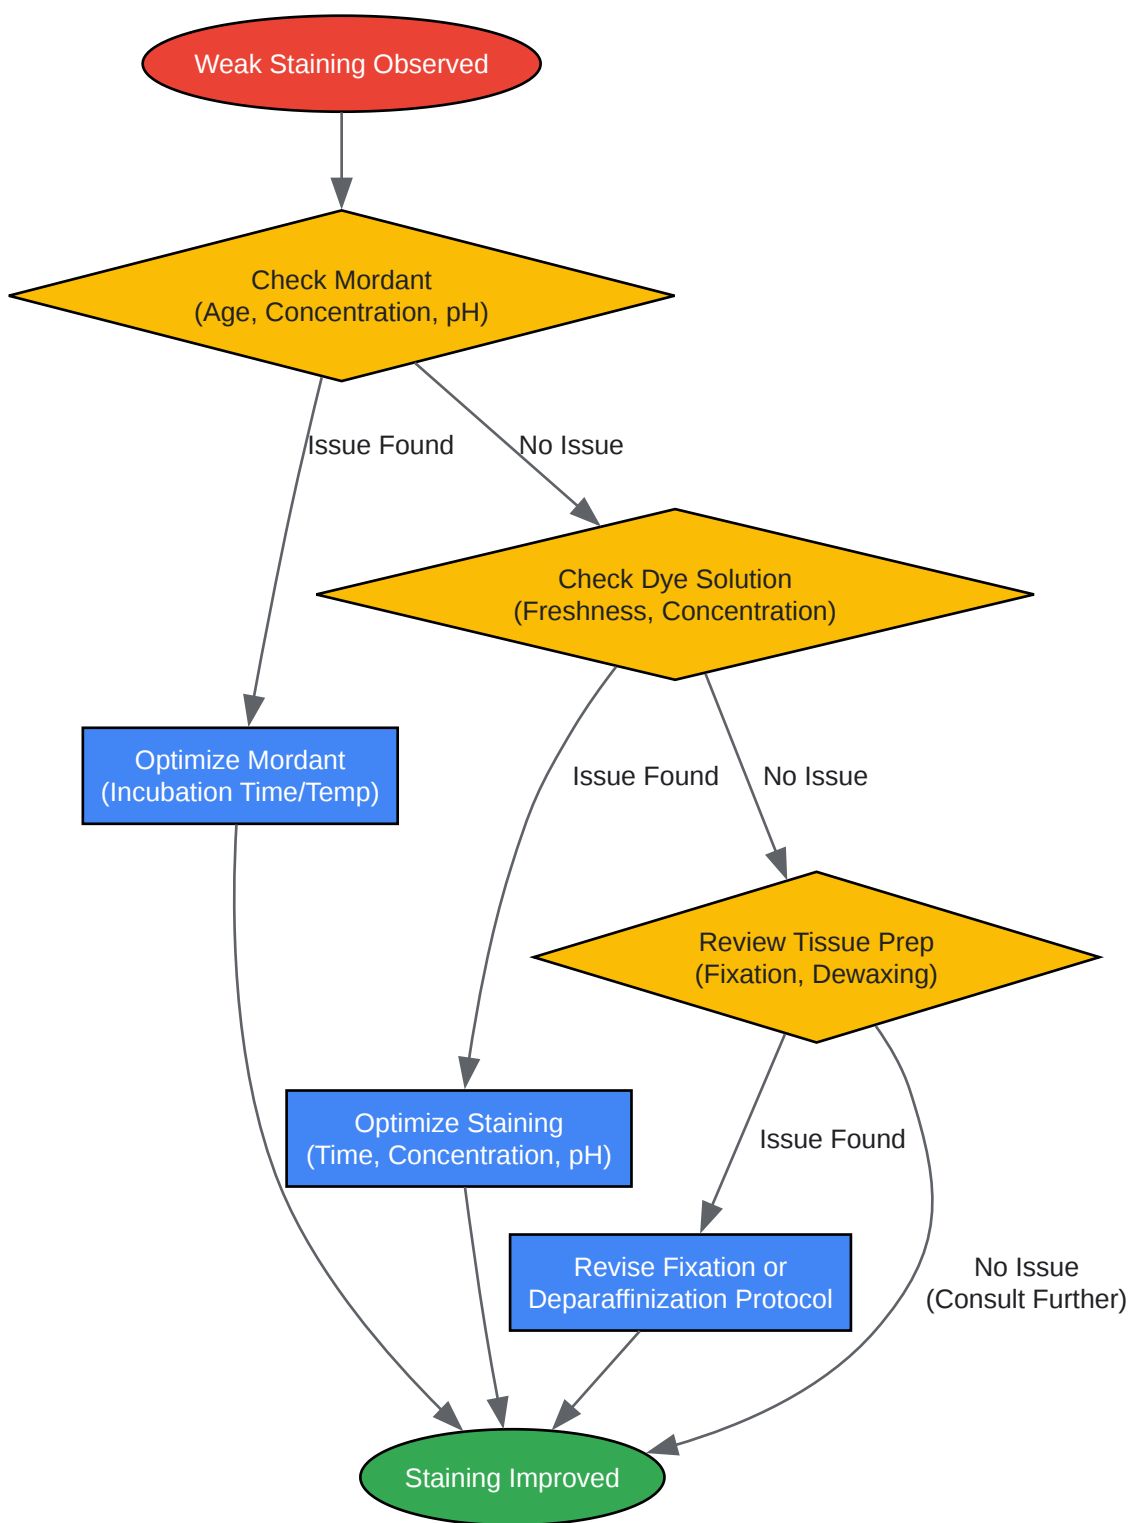 Weak Staining Observed
Check Mordant
(Age, Concentration, pH)
Issue Found
No Issue
Check Dye Solution
(Freshness, Concentration)
Optimize Mordant
(Incubation Time/Temp)
Issue Found
No Issue
Review Tissue Prep
(Fixation, Dewaxing)
Optimize Staining
(Time, Concentration, pH)
Issue Found
Revise Fixation or
Deparaffinization Protocol
No Issue
(Consult Further)
Staining Improved